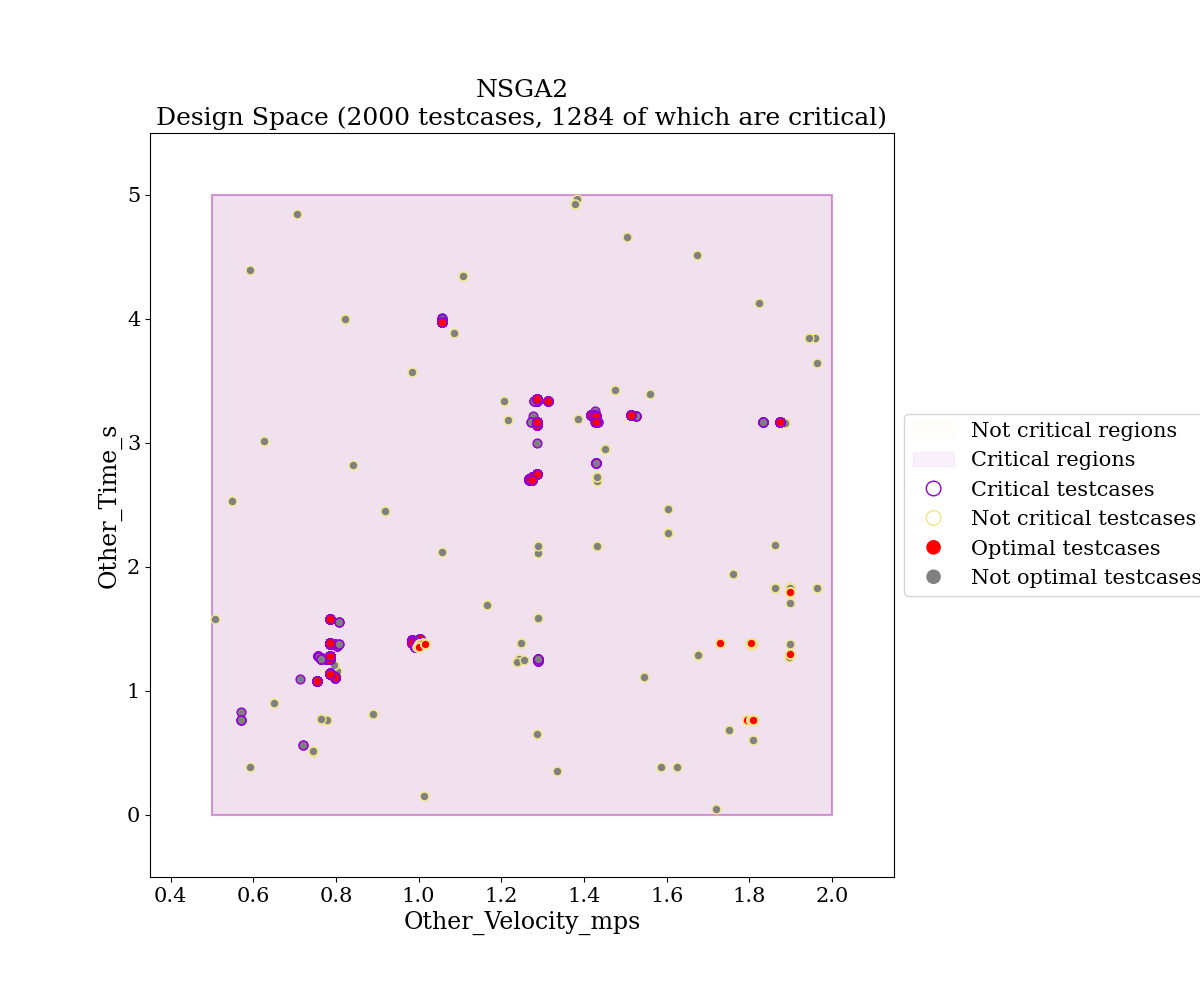 NSGA2
Design Space (2000 testcases, 1284 of which are critical)
5
4
3
2
1
0
Other_Time_s
0.4 0.6 0.8 1.0 1.2 1.4 1.6 1.8 2.0
Other_Velocity_mps
Not critical regions
Critical regions
Critical testcases
Not critical testcases
Optimal testcases
Not optimal testcases